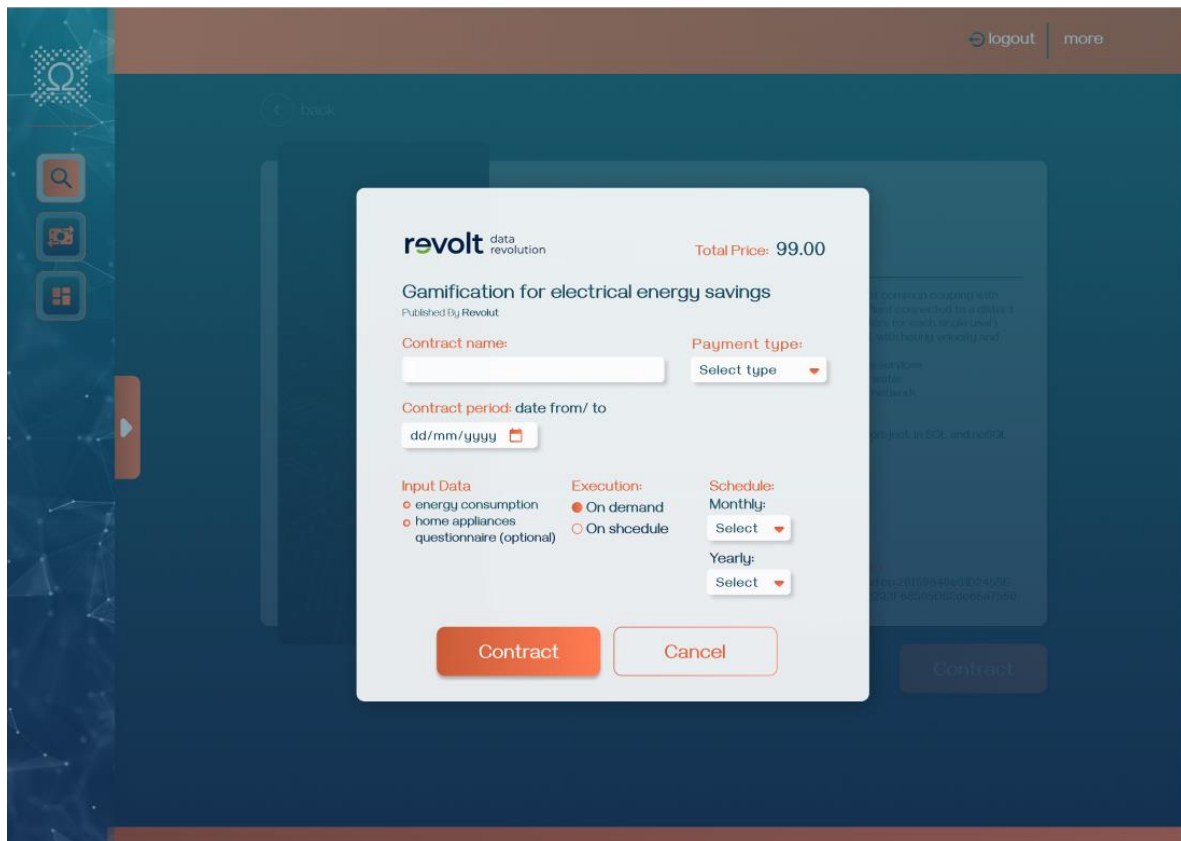 logout more
back
revolt data revolution
Total Price: 99.00
Gamification for electrical energy savings
Published By Revolut
Contract name:
Payment type:
Select type
Contract period: date from/ to
dd/mm/yyyy
Input Data
energy consumption
home appliances
questionnaire (optional)
Execution:
On demand
On shcedule
Schedule:
Monthly:
Select
Yearly:
Select
Contract
Cancel
Contract